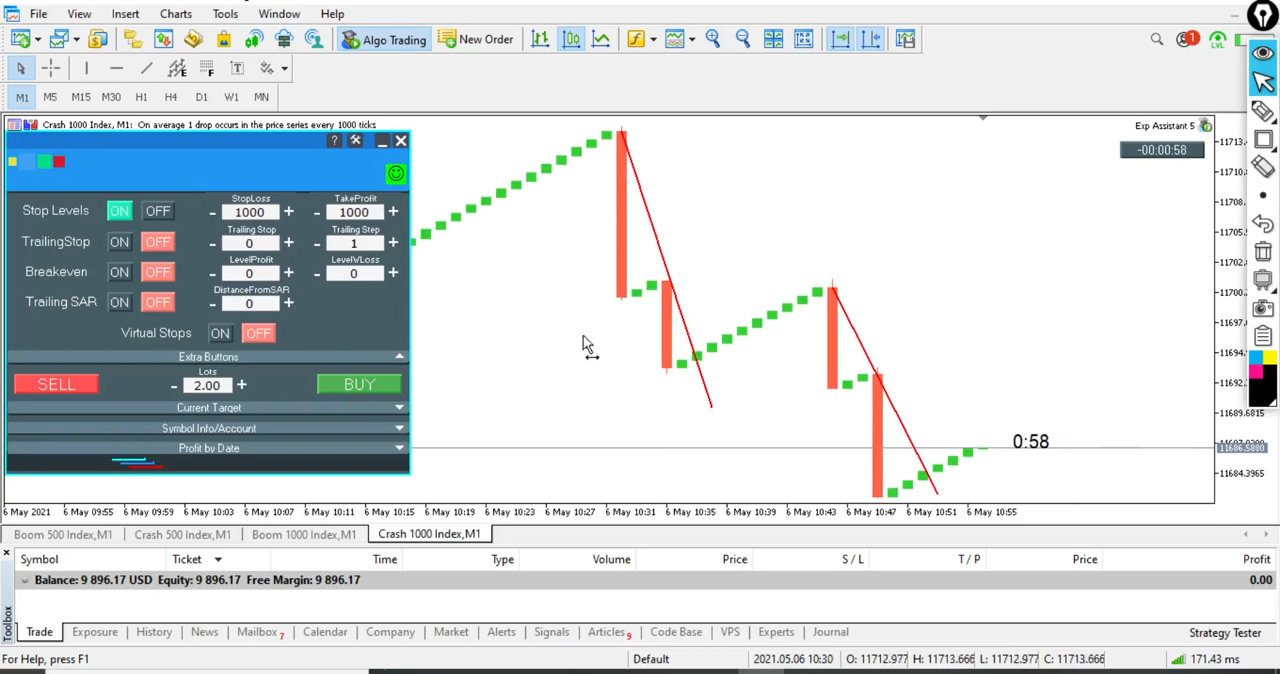 File View Insert Charts Tools Window Help
Algo Trading New Order
1
LVL
M1 M5 M15 M30 H1 H4 D1 W1 MN
Crash 1000 Index, M1: On average 1 drop occurs in the price series every 1000 ticks
Exp Assistant 5
-00:00:58
StopLoss TakeProfit
Stop Levels ON OFF - 1000 + - 1000 +
Trailing Stop Trailing Step
TrailingStop ON OFF - 0 + - 1 +
LevelProfit LevelWLoss
Breakeven ON OFF - 0 + - 0 +
DistanceFromSAR
Trailing SAR ON OFF - 0 +
Virtual Stops ON OFF
Extra Buttons
Lots
SELL - 2.00 + BUY
Current Target
Symbol Info/Account
Profit by Date
11713.
11710.
11708.
11705.
11702.
11700.
11697.
11694.
11692.
11689.6815
11686.5880
11684.3965
0:58
6 May 2021 6 May 09:55 6 May 09:59 6 May 10:03 6 May 10:07 6 May 10:11 6 May 10:15 6 May 10:19 6 May 10:23 6 May 10:27 6 May 10:31 6 May 10:35 6 May 10:39 6 May 10:43 6 May 10:47 6 May 10:51 6 May 10:55
Boom 500 Index,M1 Crash 500 Index,M1 Boom 1000 Index,M1 Crash 1000 Index,M1
Symbol Ticket Time Type Volume Price S / L T / P Price Profit
Balance: 9 896.17 USD Equity: 9 896.17 Free Margin: 9 896.17 0.00
Toolbox
Trade Exposure History News Mailbox 7 Calendar Company Market Alerts Signals Articles 9 Code Base VPS Experts Journal Strategy Tester
For Help, press F1 Default 2021.05.06 10:30 O: 11712.977 H: 11713.666 L: 11712.977 C: 11713.666 171.43 ms